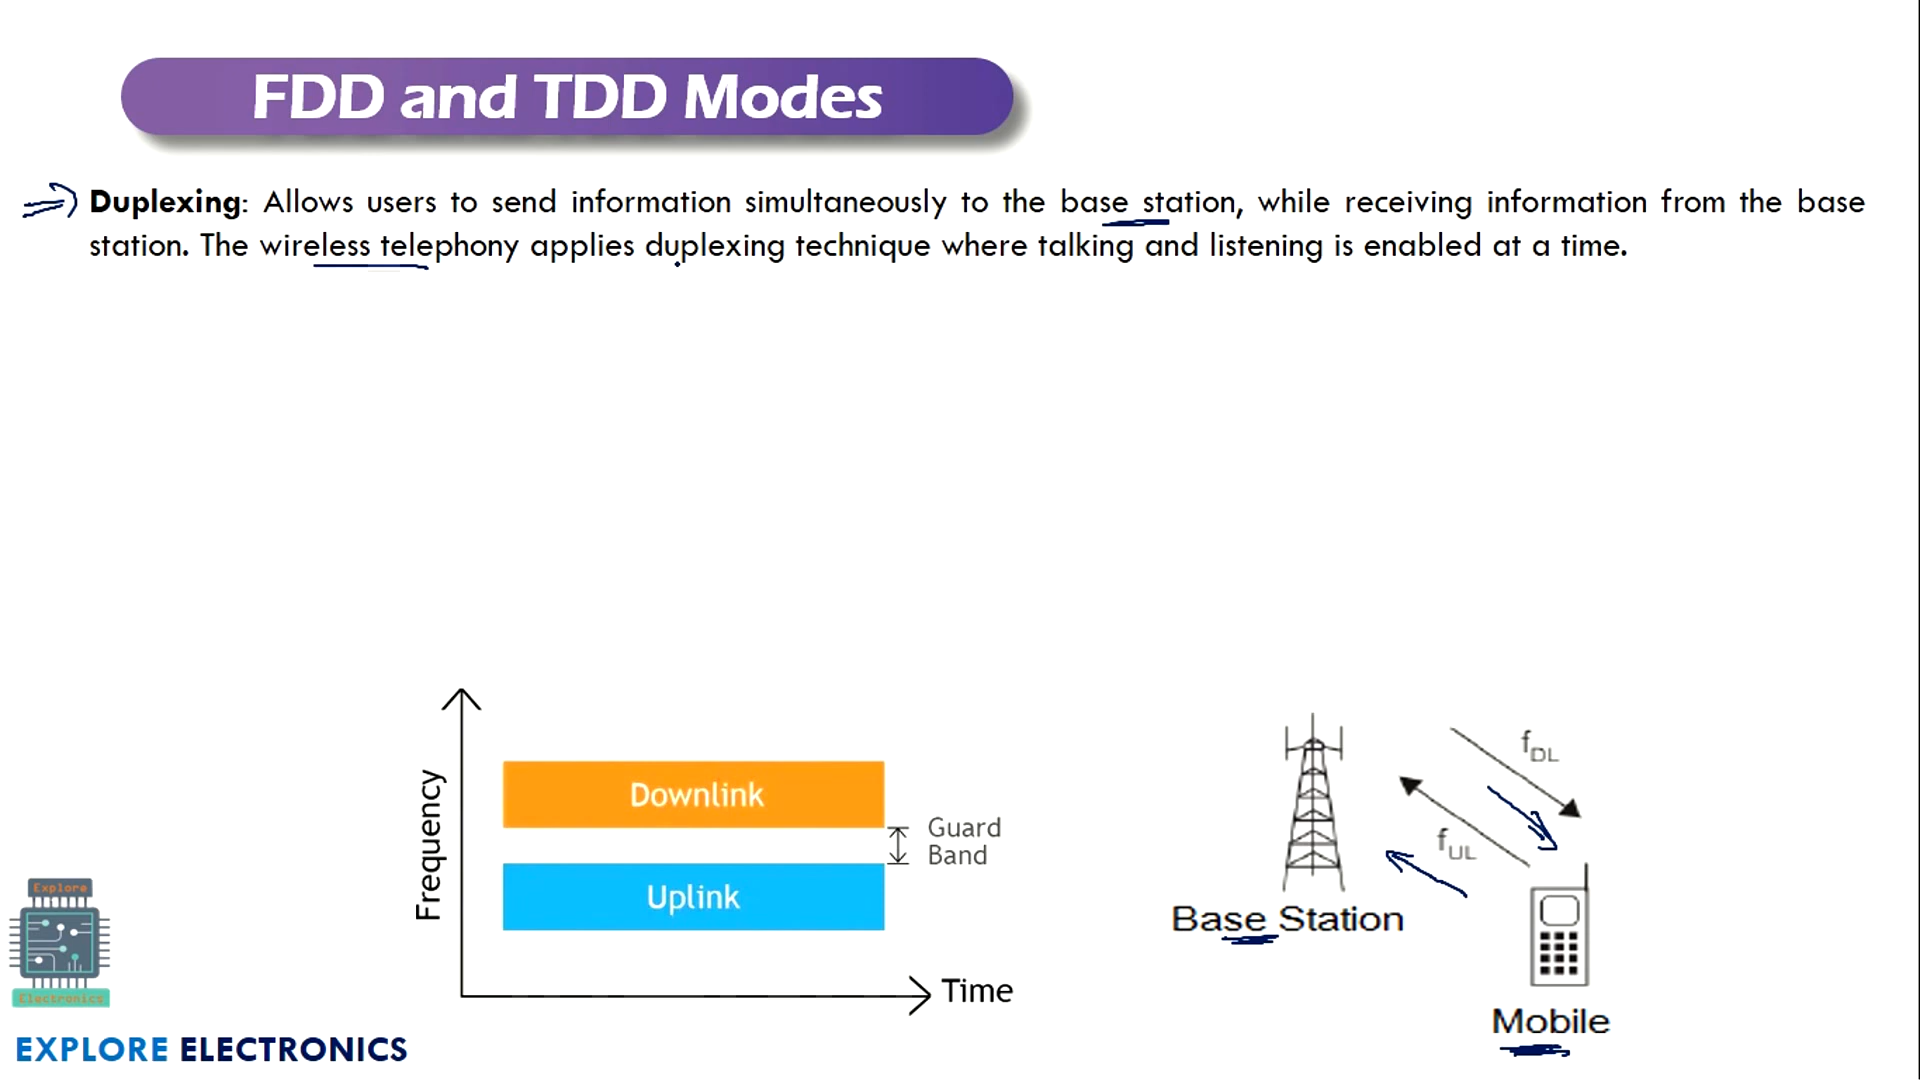 FDD and TDD Modes
Duplexing: Allows users to send information simultaneously to the base station, while receiving information from the base
station. The wireless telephony applies duplexing technique where talking and listening is enabled at a time.
Frequency
Downlink
Guard
Band
Uplink
Time
fDL
fUL
Base Station
Mobile
Explore
Electronics
EXPLORE ELECTRONICS